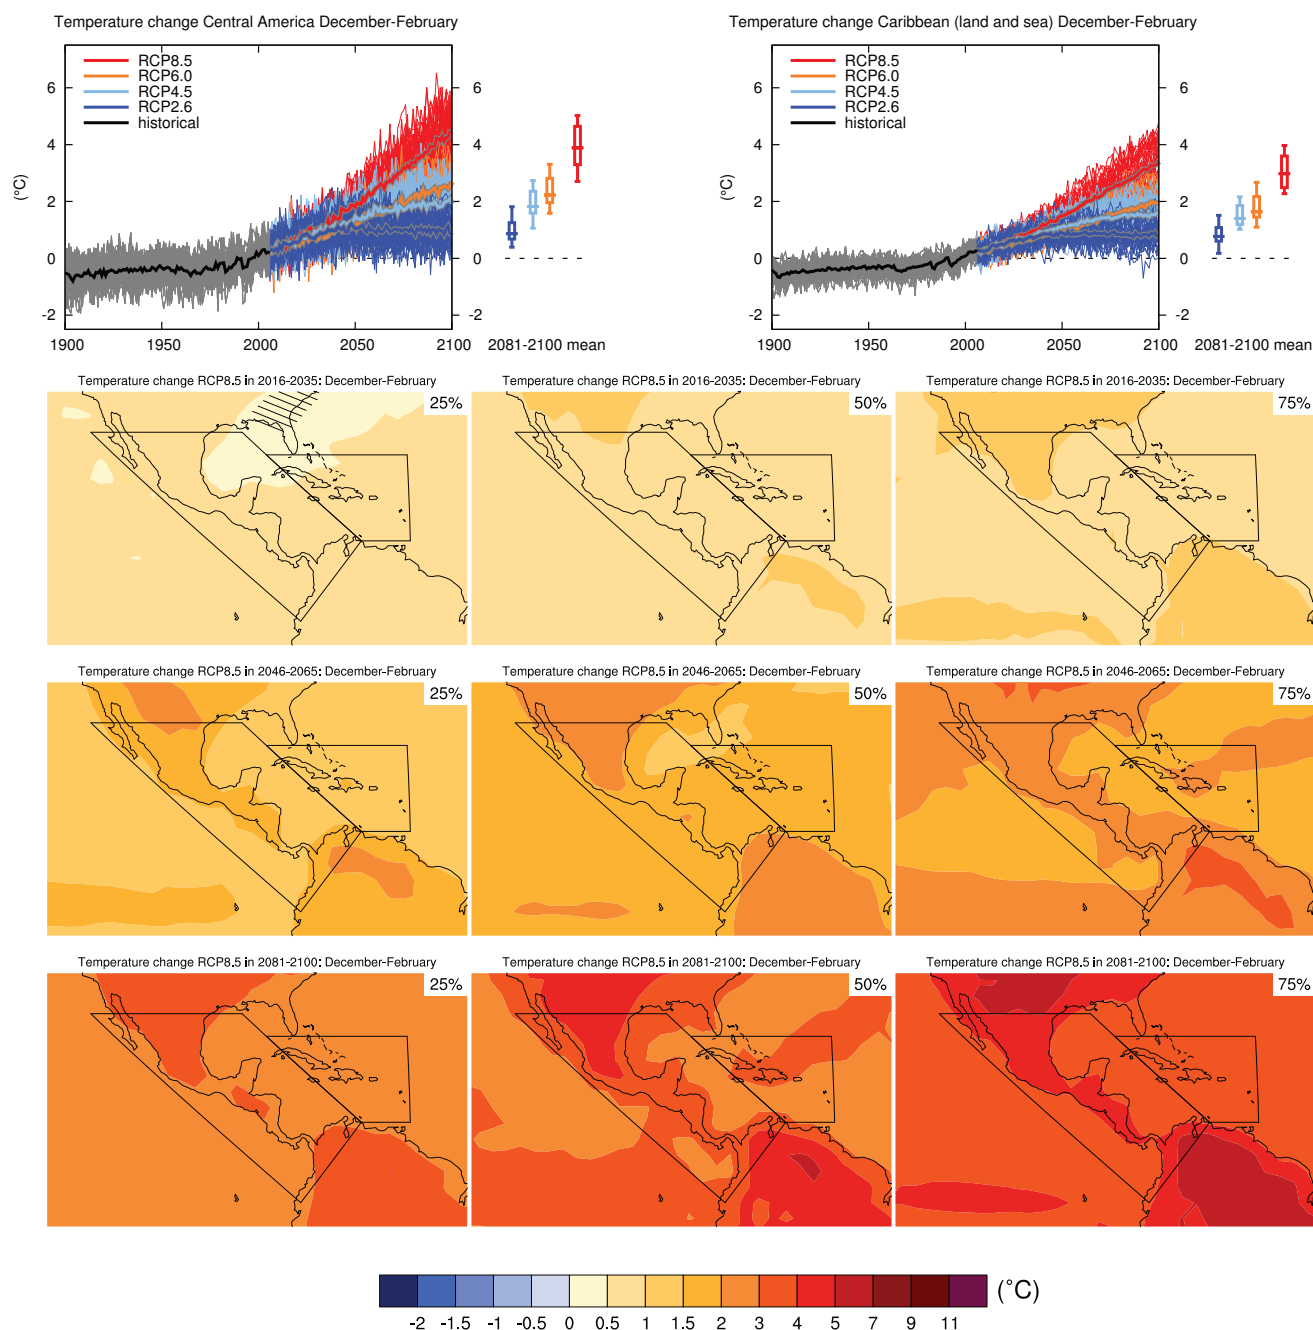 Temperature change Central America December-February
Temperature change Caribbean (land and sea) December-February
RCP8.5
RCP6.0
RCP4.5
RCP2.6
historical
(°C)
6
4
2
0
-2
6
4
2
0
-2
1900 1950 2000 2050 2100
2081-2100 mean
RCP8.5
RCP6.0
RCP4.5
RCP2.6
historical
(°C)
6
4
2
0
-2
6
4
2
0
-2
1900 1950 2000 2050 2100
2081-2100 mean
Temperature change RCP8.5 in 2016-2035: December-February
25%
Temperature change RCP8.5 in 2016-2035: December-February
50%
Temperature change RCP8.5 in 2016-2035: December-February
75%
Temperature change RCP8.5 in 2046-2065: December-February
25%
Temperature change RCP8.5 in 2046-2065: December-February
50%
Temperature change RCP8.5 in 2046-2065: December-February
75%
Temperature change RCP8.5 in 2081-2100: December-February
25%
Temperature change RCP8.5 in 2081-2100: December-February
50%
Temperature change RCP8.5 in 2081-2100: December-February
75%
(°C)
-2 -1.5 -1 -0.5 0 0.5 1 1.5 2 3 4 5 7 9 11